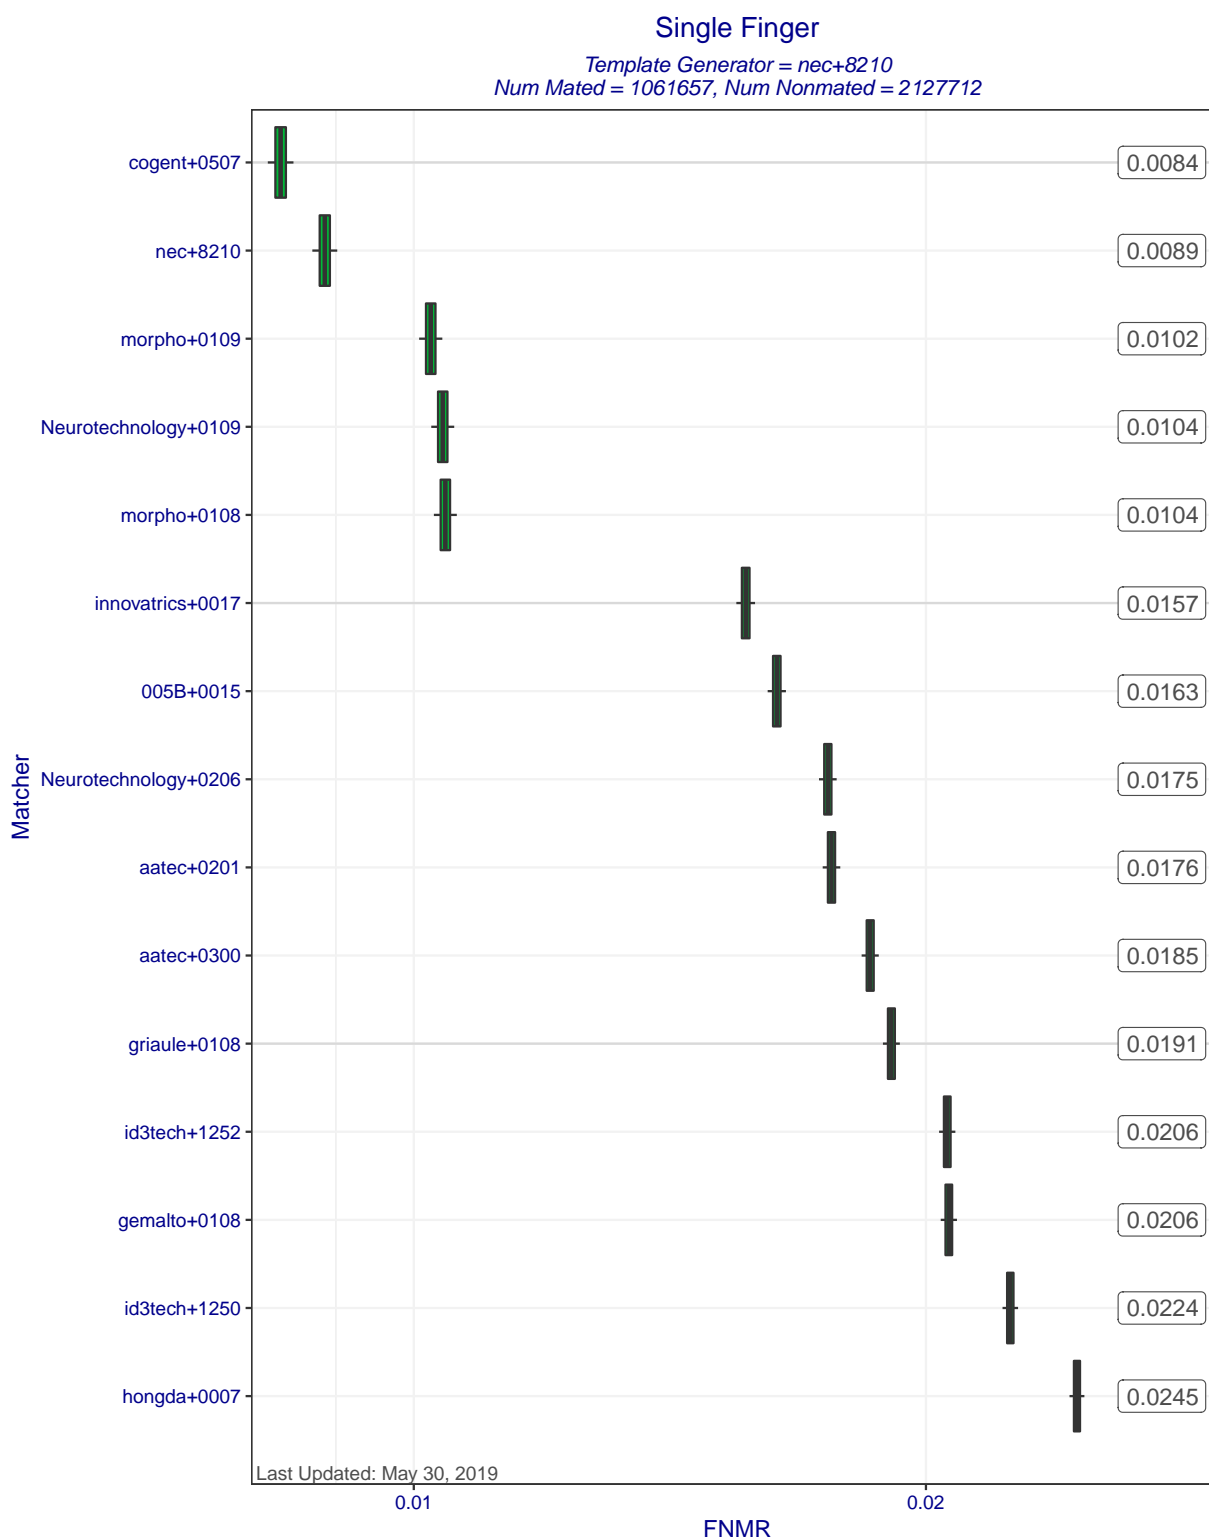 Single Finger
Template Generator = nec+8210
Num Mated = 1061657, Num Nonmated = 2127712
cogent+0507 0.0084
nec+8210 0.0089
morpho+0109 0.0102
Neurotechnology+0109 0.0104
morpho+0108 0.0104
innovatrics+0017 0.0157
005B+0015 0.0163
Neurotechnology+0206 0.0175
aatec+0201 0.0176
aatec+0300 0.0185
griaule+0108 0.0191
id3tech+1252 0.0206
gemalto+0108 0.0206
id3tech+1250 0.0224
hongda+0007 0.0245
Matcher
Last Updated: May 30, 2019
0.01 0.02
FNMR